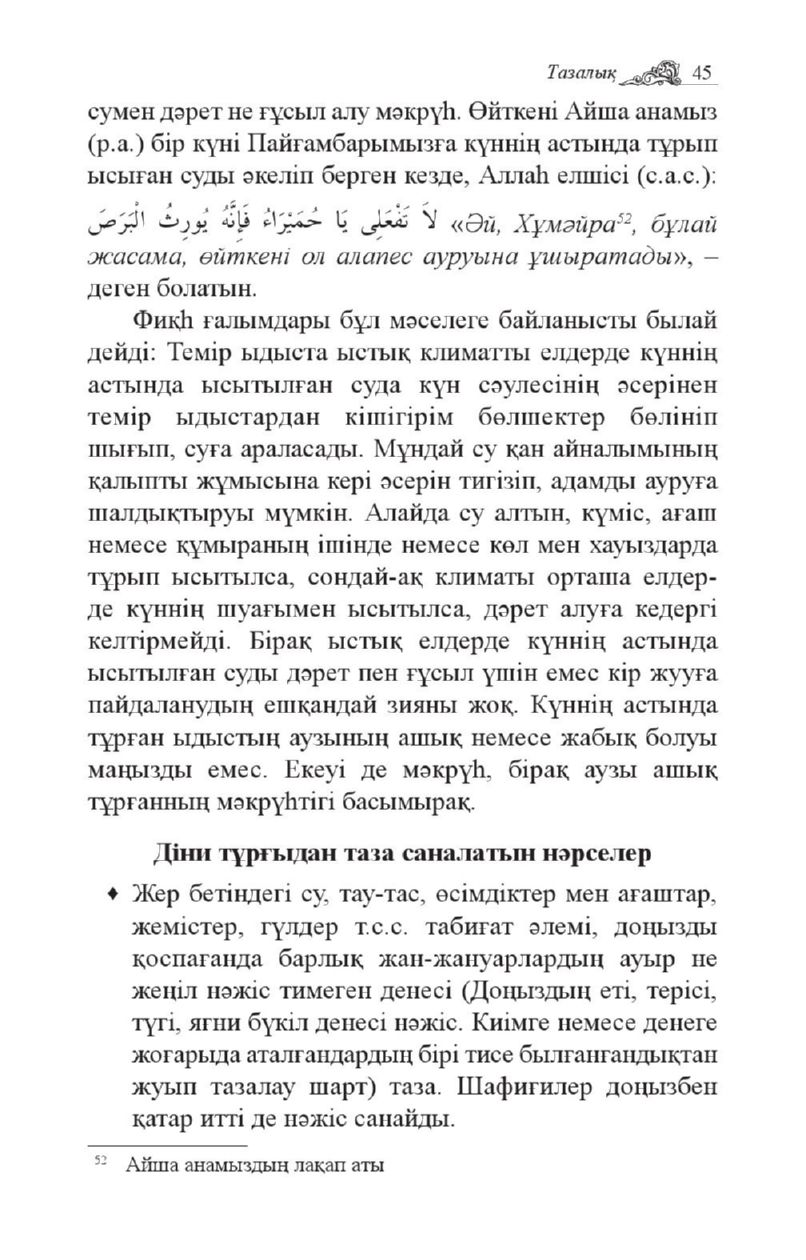 Тазалық 45
сумен дәрет не ғұсыл алу мәкрүһ. Өйткені Айша анамыз
(р.а.) бір күні Пайғамбарымызға күннің астында тұрып
ысыған суды әкеліп берген кезде, Аллаһ елшісі (с.а.с.):
لاَ تَفْعَلِى يَا حُمَيْرَاءُ فَإِنَّهُ يُورِثُ الْبَرَصَ «Әй, Хұмәйра⁵², бұлай
жасама, өйткені ол алапес ауруына ұшыратады», –
деген болатын.
Фиқһ ғалымдары бұл мәселеге байланысты былай
дейді: Темір ыдыста ыстық климатты елдерде күннің
астында ысытылған суда күн сәулесінің әсерінен
темір ыдыстардан кішігірім бөлшектер бөлініп
шығып, суға араласады. Мұндай су қан айналымының
қалыпты жұмысына кері әсерін тигізіп, адамды ауруға
шалдықтыруы мүмкін. Алайда су алтын, күміс, ағаш
немесе құмыраның ішінде немесе көл мен хауыздарда
тұрып ысытылса, сондай-ақ климаты орташа елдер-
де күннің шуағымен ысытылса, дәрет алуға кедергі
келтірмейді. Бірақ ыстық елдерде күннің астында
ысытылған суды дәрет пен ғұсыл үшін емес кір жууға
пайдаланудың ешқандай зияны жоқ. Күннің астында
тұрған ыдыстың аузының ашық немесе жабық болуы
маңызды емес. Екеуі де мәкрүһ, бірақ аузы ашық
тұрғанның мәкрүһтігі басымырақ.
Діни тұрғыдан таза саналатын нәрселер
♦ Жер бетіндегі су, тау-тас, өсімдіктер мен ағаштар,
жемістер, гүлдер т.с.с. табиғат әлемі, доңызды
қоспағанда барлық жан-жануарлардың ауыр не
жеңіл нәжіс тимеген денесі (Доңыздың еті, терісі,
түгі, яғни бүкіл денесі нәжіс. Киімге немесе денеге
жоғарыда аталғандардың бірі тисе былғанғандықтан
жуып тазалау шарт) таза. Шафиғилер доңызбен
қатар итті де нәжіс санайды.
⁵² Айша анамыздың лақап аты